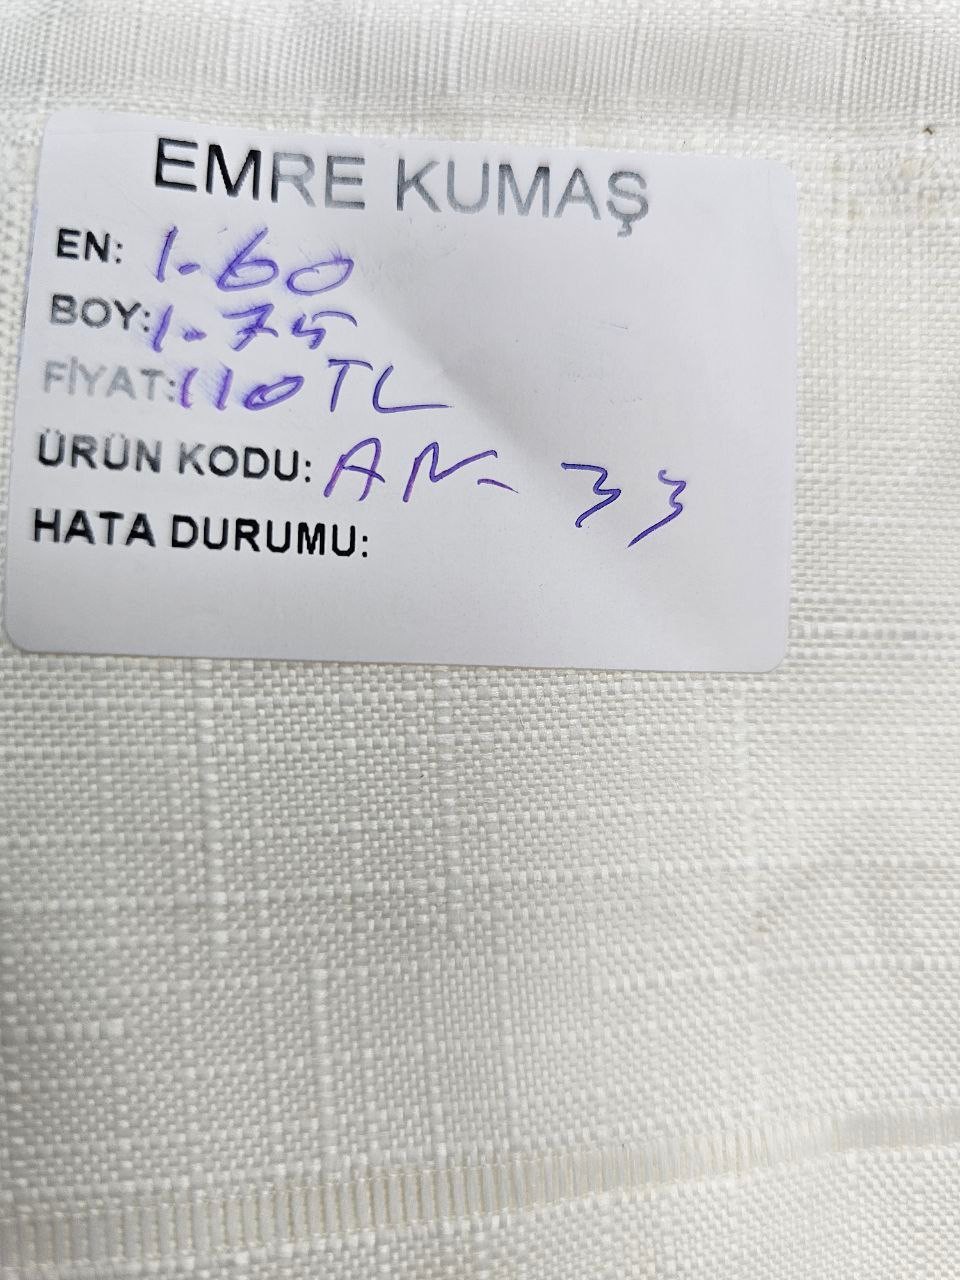 EMRE KUMAŞ
EN: 1.60
BOY: 1.75
FİYAT: 110 TL
ÜRÜN KODU: AN- 33
HATA DURUMU: